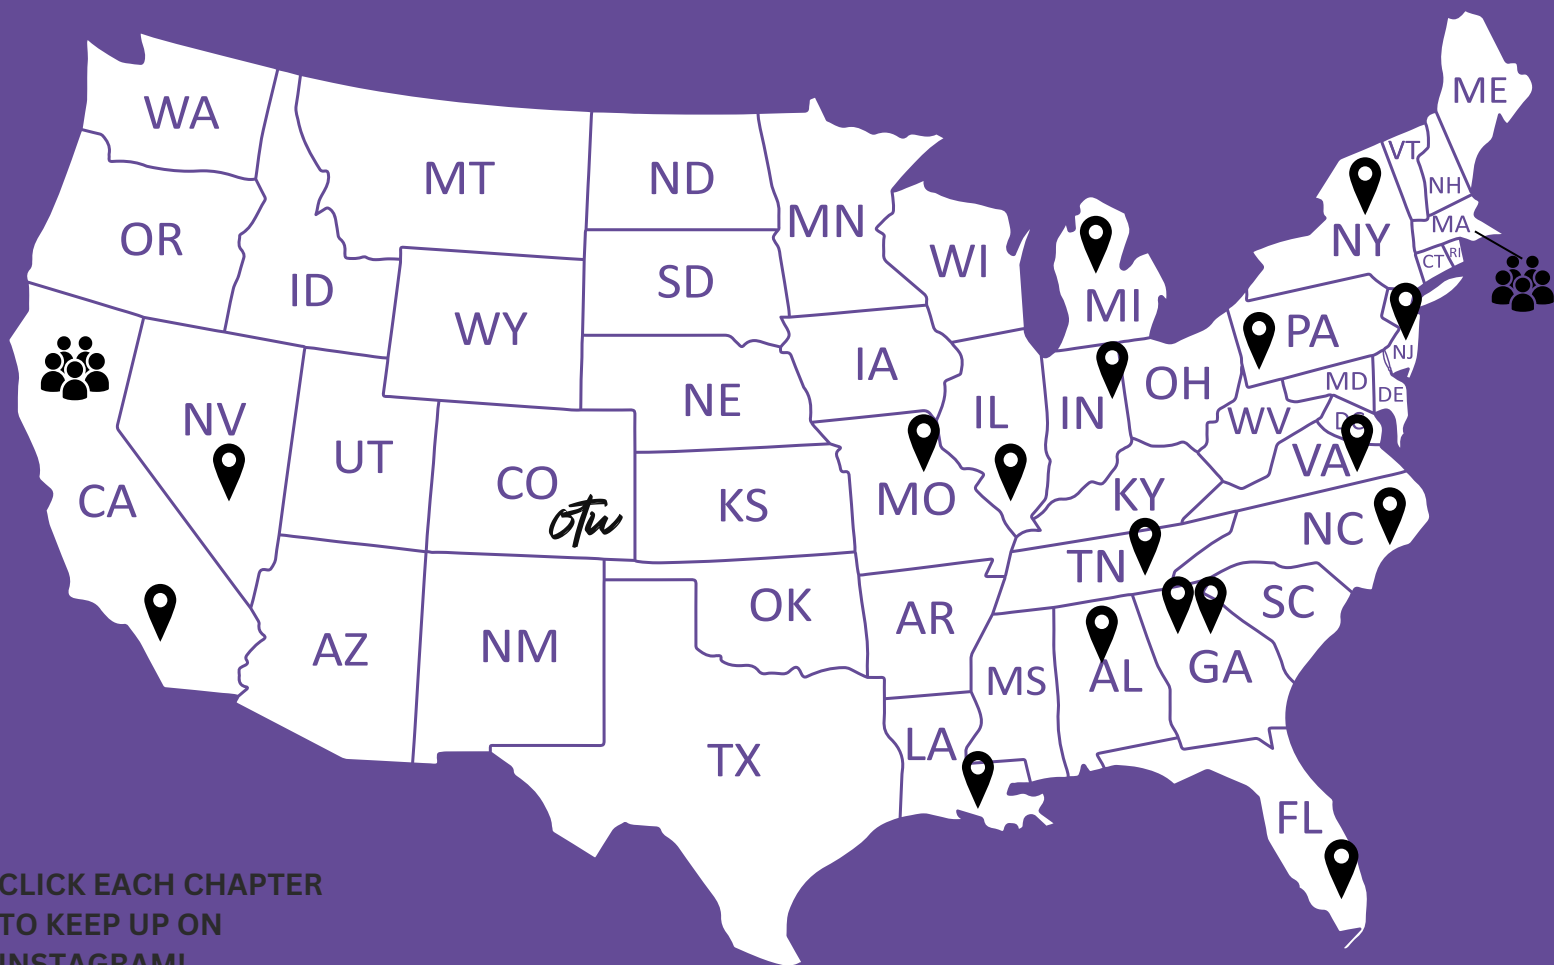 ME
WA
VT
MT
ND
NH
MN
MA
OR
NY
WI
CT
RI
SD
ID
MI
WY
PA
NJ
IA
MD
OH
DE
NE
IL
IN
NV
WV
DC
UT
VA
CO
KY
CA
KS
MO
otw
NC
TN
SC
OK
AR
AZ
NM
GA
MS
AL
LA
TX
FL
CLICK EACH CHAPTER
TO KEEP UP ON
INSTAGRAM!